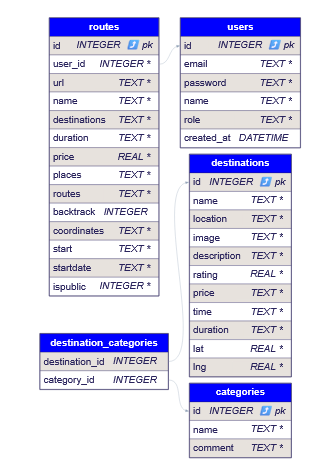 routes
id INTEGER pk
user_id INTEGER *
url TEXT *
name TEXT *
destinations TEXT *
duration TEXT *
price REAL *
places TEXT *
routes TEXT *
backtrack INTEGER
coordinates TEXT *
start TEXT *
startdate TEXT *
ispublic INTEGER *
users
id INTEGER pk
email TEXT *
password TEXT *
name TEXT *
role TEXT *
created_at DATETIME
destinations
id INTEGER pk
name TEXT *
location TEXT *
image TEXT *
description TEXT *
rating REAL *
price TEXT *
time TEXT *
duration TEXT *
lat REAL *
lng REAL *
destination_categories
destination_id INTEGER
category_id INTEGER
categories
id INTEGER pk
name TEXT *
comment TEXT *